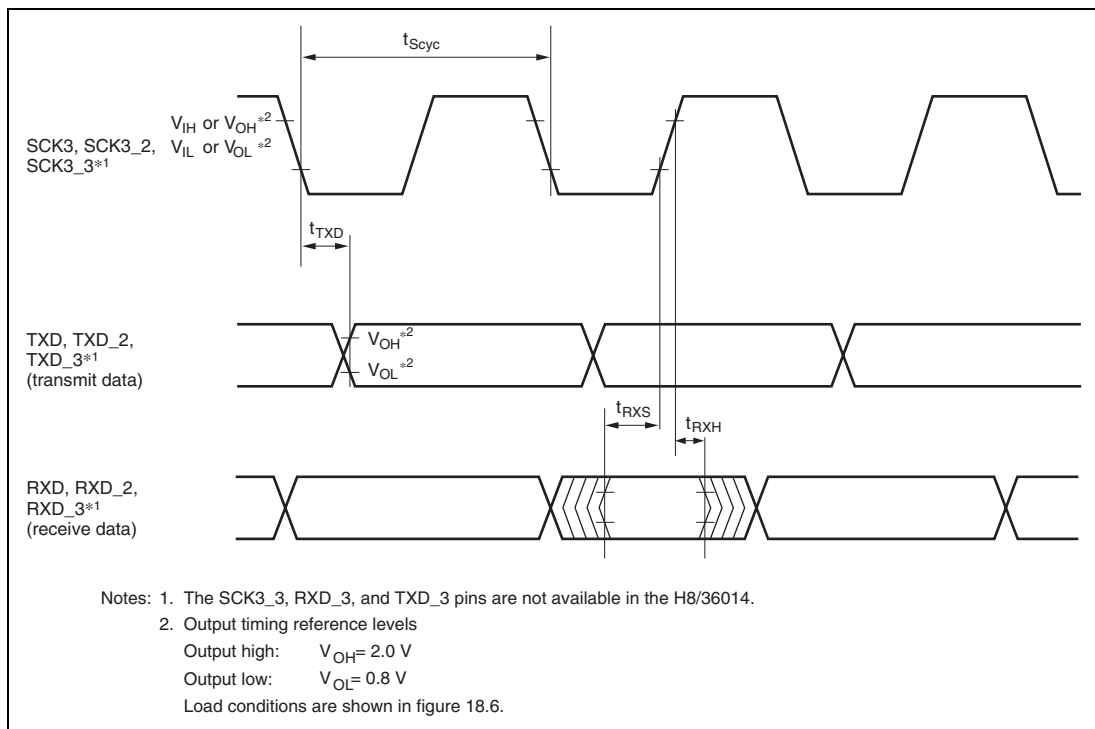 tScyc
VIH or VOH*2
VIL or VOL*2
SCK3, SCK3_2,
SCK3_3*1
tTXD
TXD, TXD_2,
TXD_3*1
(transmit data)
VOH*2
VOL*2
tRXS
tRXH
RXD, RXD_2,
RXD_3*1
(receive data)
Notes: 1. The SCK3_3, RXD_3, and TXD_3 pins are not available in the H8/36014.
2. Output timing reference levels
Output high: VOH= 2.0 V
Output low: VOL= 0.8 V
Load conditions are shown in figure 18.6.